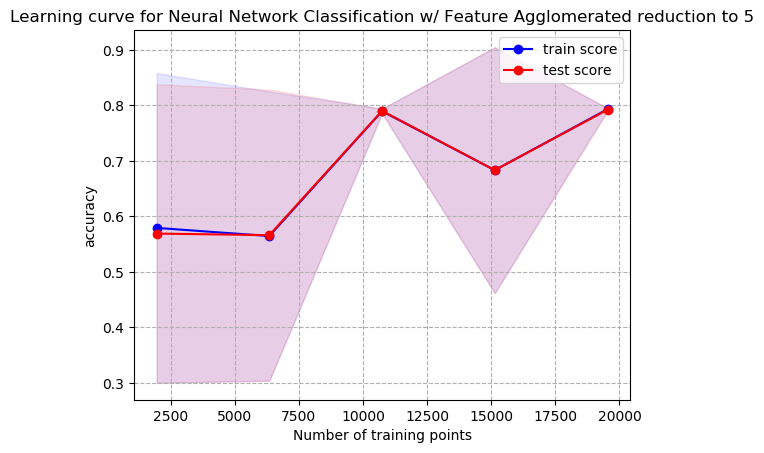 Learning curve for Neural Network Classification w/ Feature Agglomerated reduction to 5
train score
test score
0.9
0.8
0.7
0.6
0.5
0.4
0.3
accuracy
2500 5000 7500 10000 12500 15000 17500 20000
Number of training points